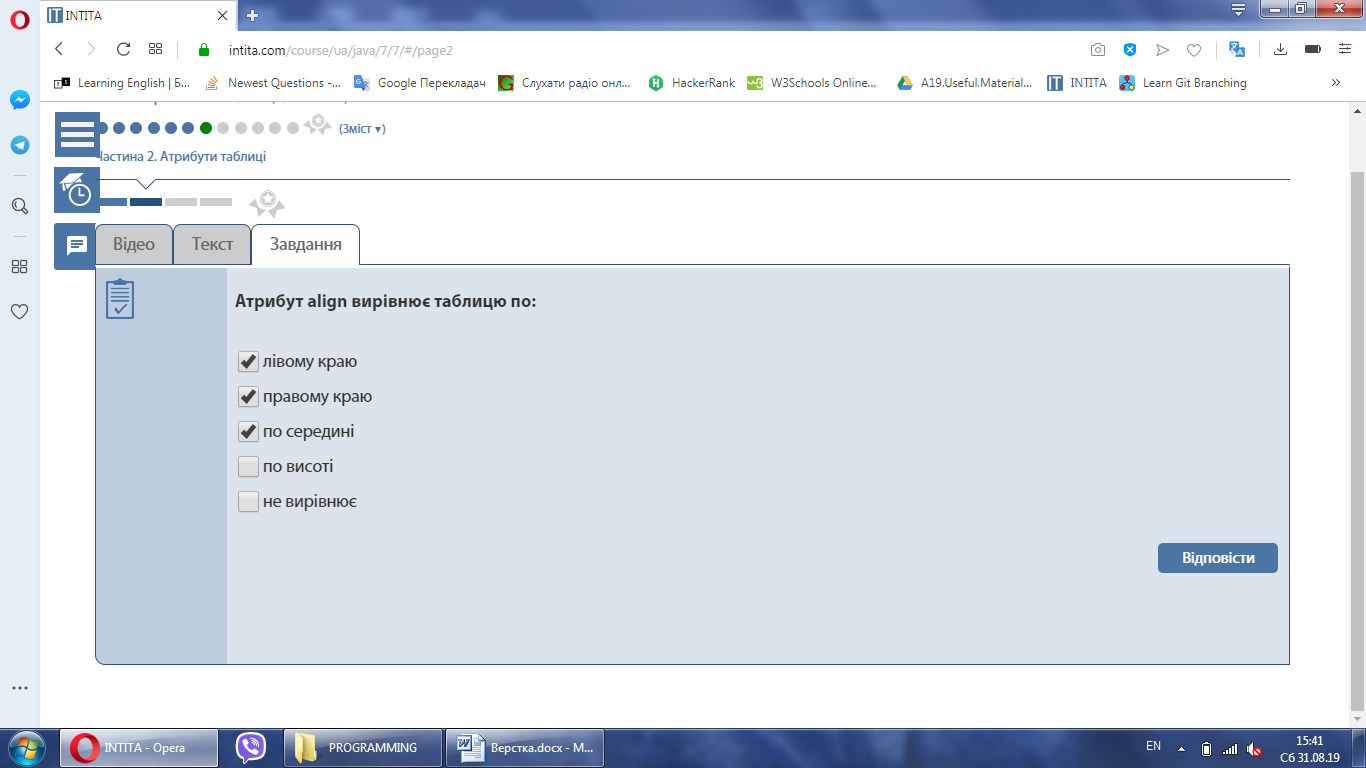 INTITA
intita.com/course/ua/java/7/7/#/page2
Learning English | Б...
Newest Questions -...
Google Перекладач
Слухати радіо онл...
HackerRank
W3Schools Online...
A19.Useful.Material...
INTITA
Learn Git Branching
(Зміст ▾)
Частина 2. Атрибути таблиці
Відео
Текст
Завдання
Атрибут align вирівнює таблицю по:
лівому краю
правому краю
по середині
по висоті
не вирівнює
Відповісти
INTITA - Opera
PROGRAMMING
Верстка.docx - M...
EN
15:41
Сб 31.08.19